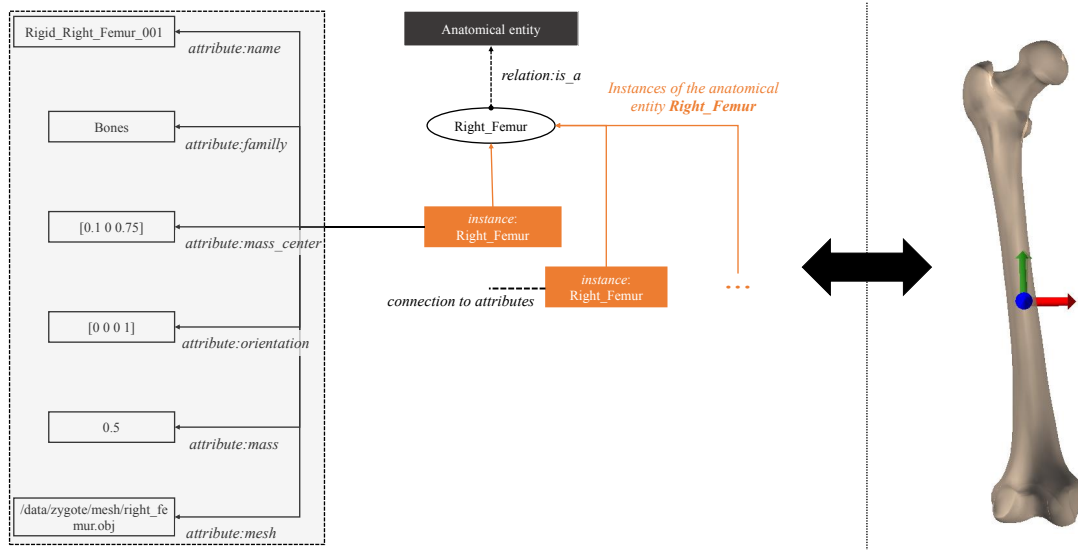 Rigid_Right_Femur_001
attribute:name
Bones
attribute:familly
[0.1 0 0.75]
attribute:mass_center
[0 0 0 1]
attribute:orientation
0.5
attribute:mass
/data/zygote/mesh/right_fe
mur.obj
attribute:mesh
Anatomical entity
relation:is_a
Right_Femur
Instances of the anatomical
entity Right_Femur
instance:
Right_Femur
instance:
Right_Femur
connection to attributes
...